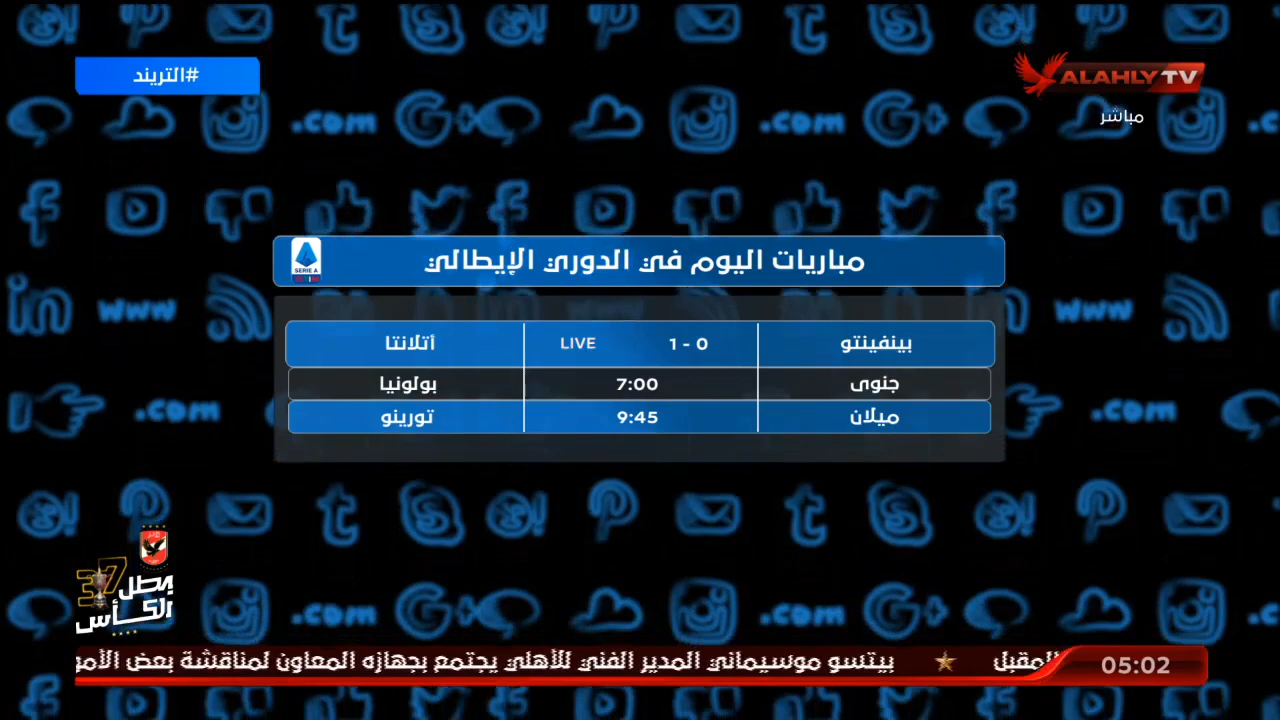 #التريند
ALAHLY TV
مباشر
مباريات اليوم في الدوري الإيطالي
SERIE A
بينفينتو 1 - 0 LIVE أتلانتا
جنوى 7:00 بولونيا
ميلان 9:45 تورينو
37
بطل
الكأس
05:02 المقبل ★ بيتسو موسيماني المدير الفني للأهلي يجتمع بجهازه المعاون لمناقشة بعض الأمو